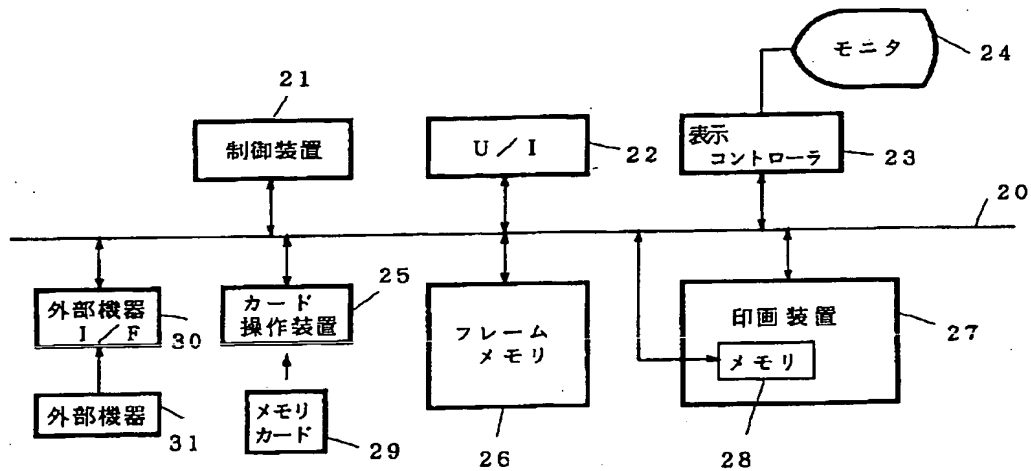 モニタ
24
21
制御装置
U/I
22
表示
コントローラ
23
20
外部機器
I/F
30
カード
操作装置
25
フレーム
メモリ
26
印画装置
27
メモリ
28
外部機器
31
メモリ
カード
29